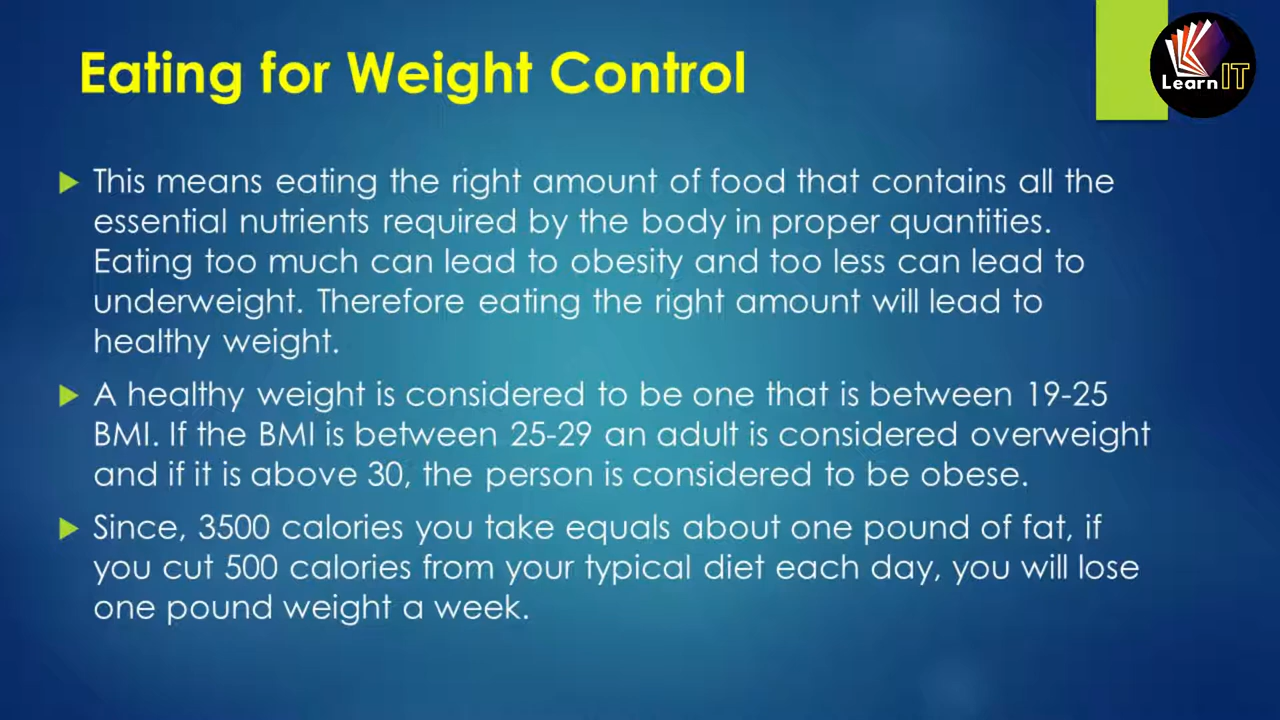 Eating for Weight Control
Learn IT
This means eating the right amount of food that contains all the
essential nutrients required by the body in proper quantities.
Eating too much can lead to obesity and too less can lead to
underweight. Therefore eating the right amount will lead to
healthy weight.
A healthy weight is considered to be one that is between 19-25
BMI. If the BMI is between 25-29 an adult is considered overweight
and if it is above 30, the person is considered to be obese.
Since, 3500 calories you take equals about one pound of fat, if
you cut 500 calories from your typical diet each day, you will lose
one pound weight a week.